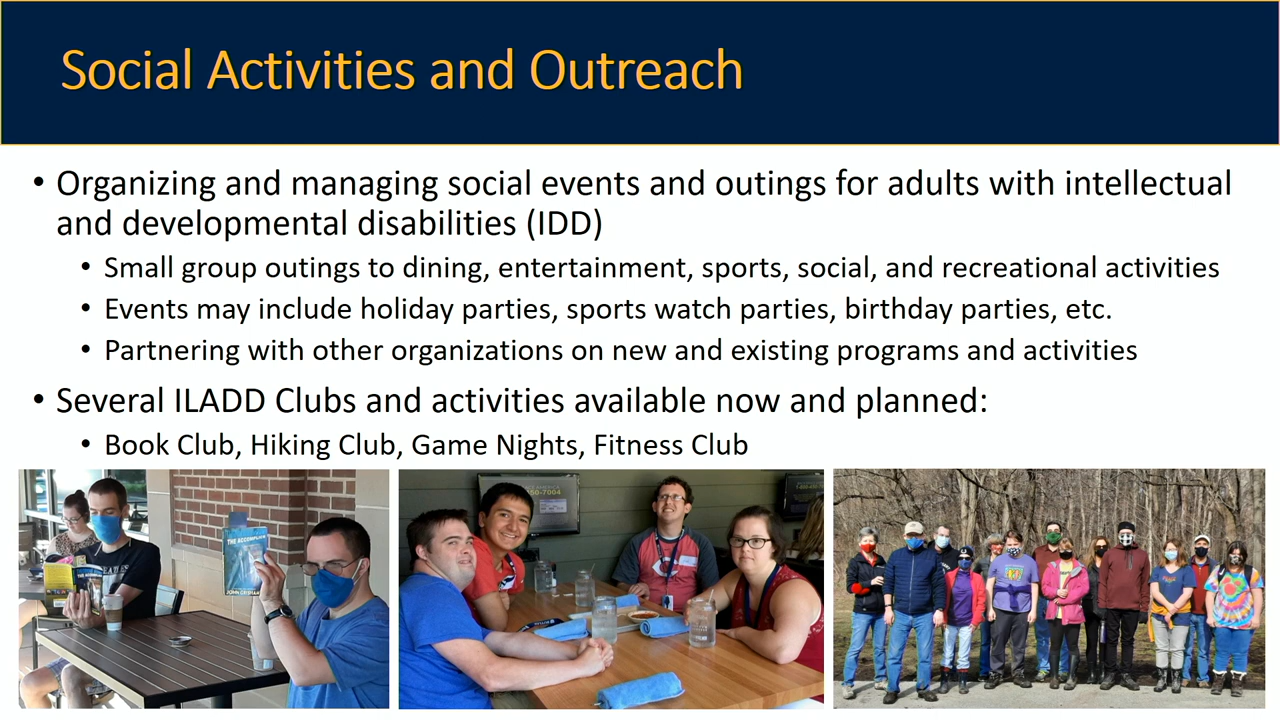 Social Activities and Outreach
• Organizing and managing social events and outings for adults with intellectual
and developmental disabilities (IDD)
• Small group outings to dining, entertainment, sports, social, and recreational activities
• Events may include holiday parties, sports watch parties, birthday parties, etc.
• Partnering with other organizations on new and existing programs and activities
• Several ILADD Clubs and activities available now and planned:
• Book Club, Hiking Club, Game Nights, Fitness Club
THE ACCOMPLICE